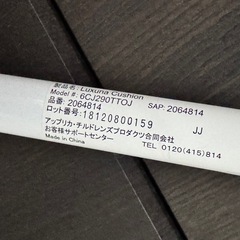 製品名: Luxuna Cushion
Model #: 6CJ290TTOJ SAP: 2064814
品番: 2064814
ロット番号: 18120800159 JJ
アップリカ・チルドレンズプロダクツ合同会社
お客様サポートセンター TEL 0120(415)814
Made in China